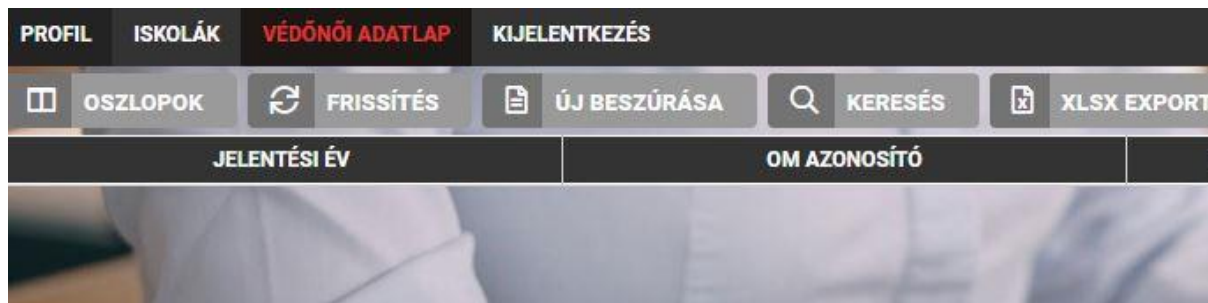 PROFIL ISKOLÁK VÉDŐNŐI ADATLAP KIJELENTKEZÉS
OSZLOPOK FRISSÍTÉS ÚJ BESZÚRÁSA KERESÉS XLSX EXPORT
JELENTÉSI ÉV OM AZONOSÍTÓ